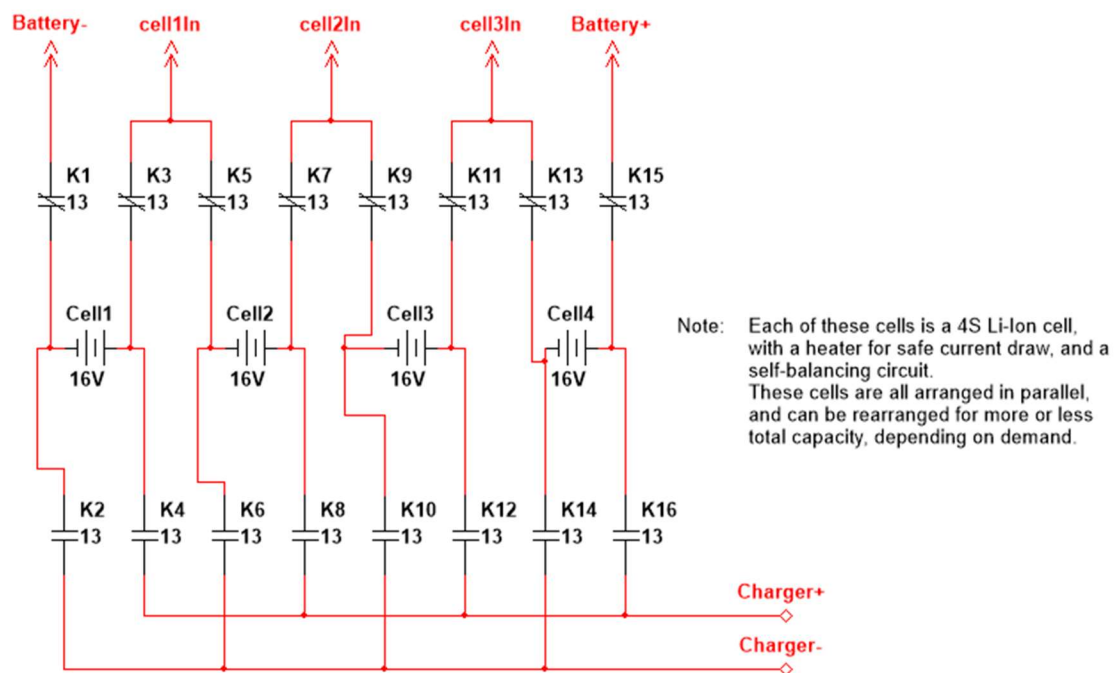 Battery- cell1In cell2In cell3In Battery+
K1 K3 K5 K7 K9 K11 K13 K15
13 13 13 13 13 13 13 13
Cell1 Cell2 Cell3 Cell4
16V 16V 16V 16V
Note: Each of these cells is a 4S Li-Ion cell,
with a heater for safe current draw, and a
self-balancing circuit.
These cells are all arranged in parallel,
and can be rearranged for more or less
total capacity, depending on demand.
K2 K4 K6 K8 K10 K12 K14 K16
13 13 13 13 13 13 13 13
Charger+
Charger-